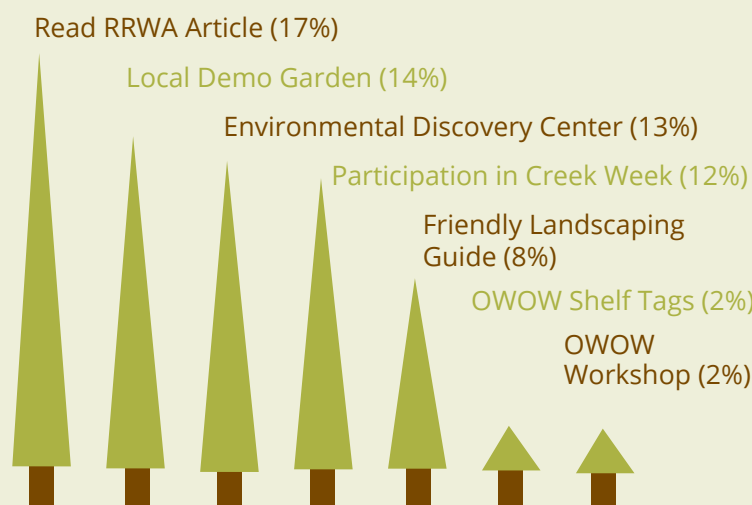 Read RRWA Article (17%)
Local Demo Garden (14%)
Environmental Discovery Center (13%)
Participation in Creek Week (12%)
Friendly Landscaping
Guide (8%)
OWOW Shelf Tags (2%)
OWOW
Workshop (2%)